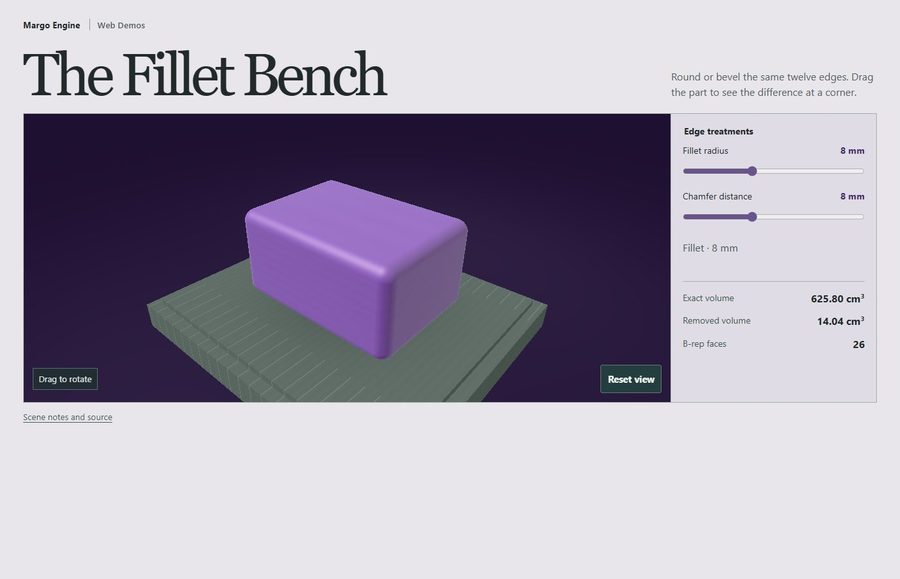 Margo Engine | Web Demos
The Fillet Bench
Round or bevel the same twelve edges. Drag
the part to see the difference at a corner.
Edge treatments
Fillet radius 8 mm
Chamfer distance 8 mm
Fillet · 8 mm
Exact volume 625.80 cm³
Removed volume 14.04 cm³
B-rep faces 26
Drag to rotate
Reset view
Scene notes and source